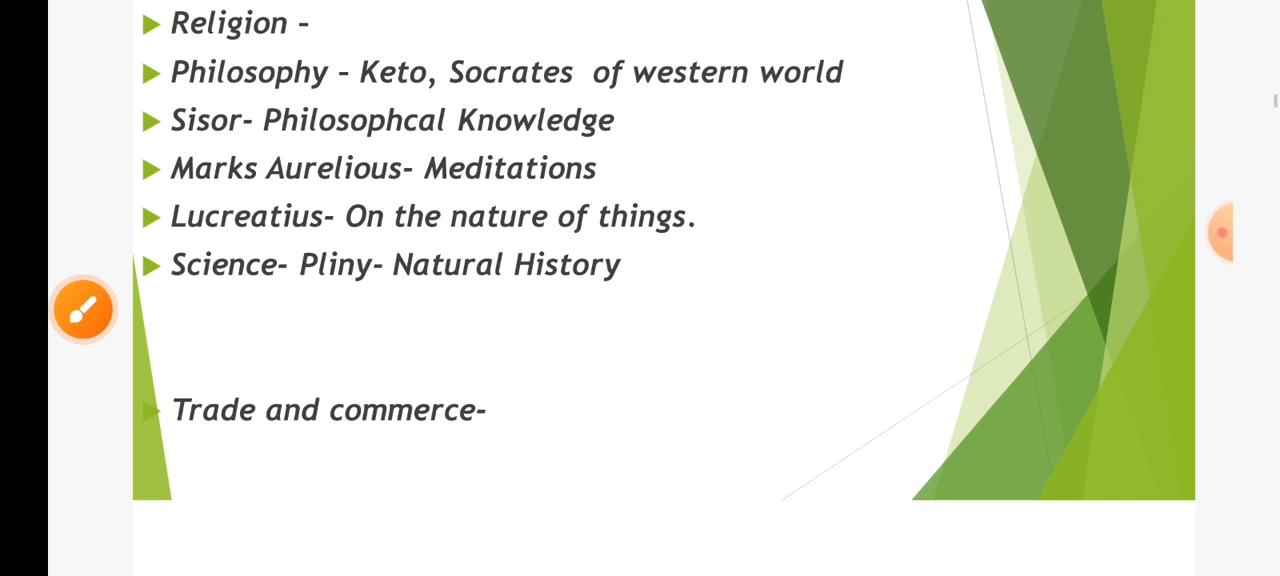 Religion –
Philosophy – Keto, Socrates of western world
Sisor- Philosophcal Knowledge
Marks Aurelious- Meditations
Lucreatius- On the nature of things.
Science- Pliny- Natural History
Trade and commerce-